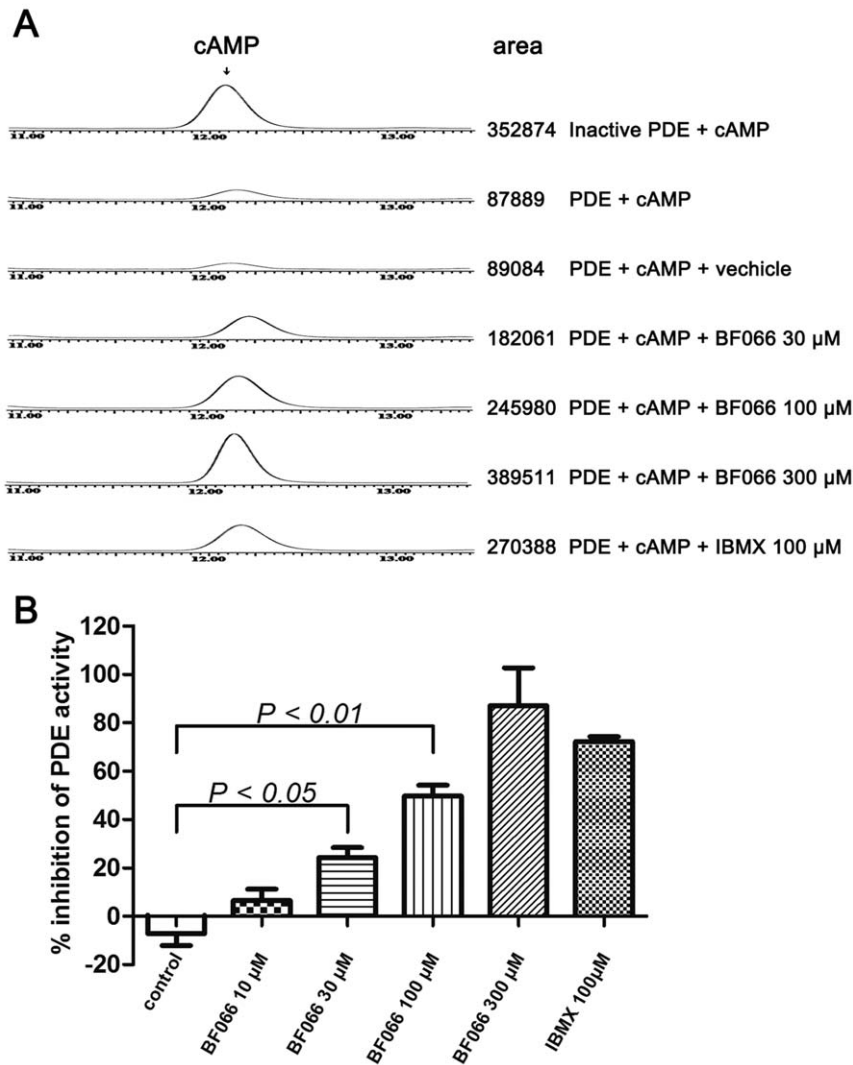 A
cAMP area
11.00 12.00 13.00 352874 Inactive PDE + cAMP
11.00 12.00 13.00 87889 PDE + cAMP
11.00 12.00 13.00 89084 PDE + cAMP + vechicle
11.00 12.00 13.00 182061 PDE + cAMP + BF066 30 µM
11.00 12.00 13.00 245980 PDE + cAMP + BF066 100 µM
11.00 12.00 13.00 389511 PDE + cAMP + BF066 300 µM
11.00 12.00 13.00 270388 PDE + cAMP + IBMX 100 µM
B
% inhibition of PDE activity
120
100
80
60
40
20
0
-20
P < 0.01
P < 0.05
control
BF066 10 µM
BF066 30 µM
BF066 100 µM
BF066 300 µM
IBMX 100µM